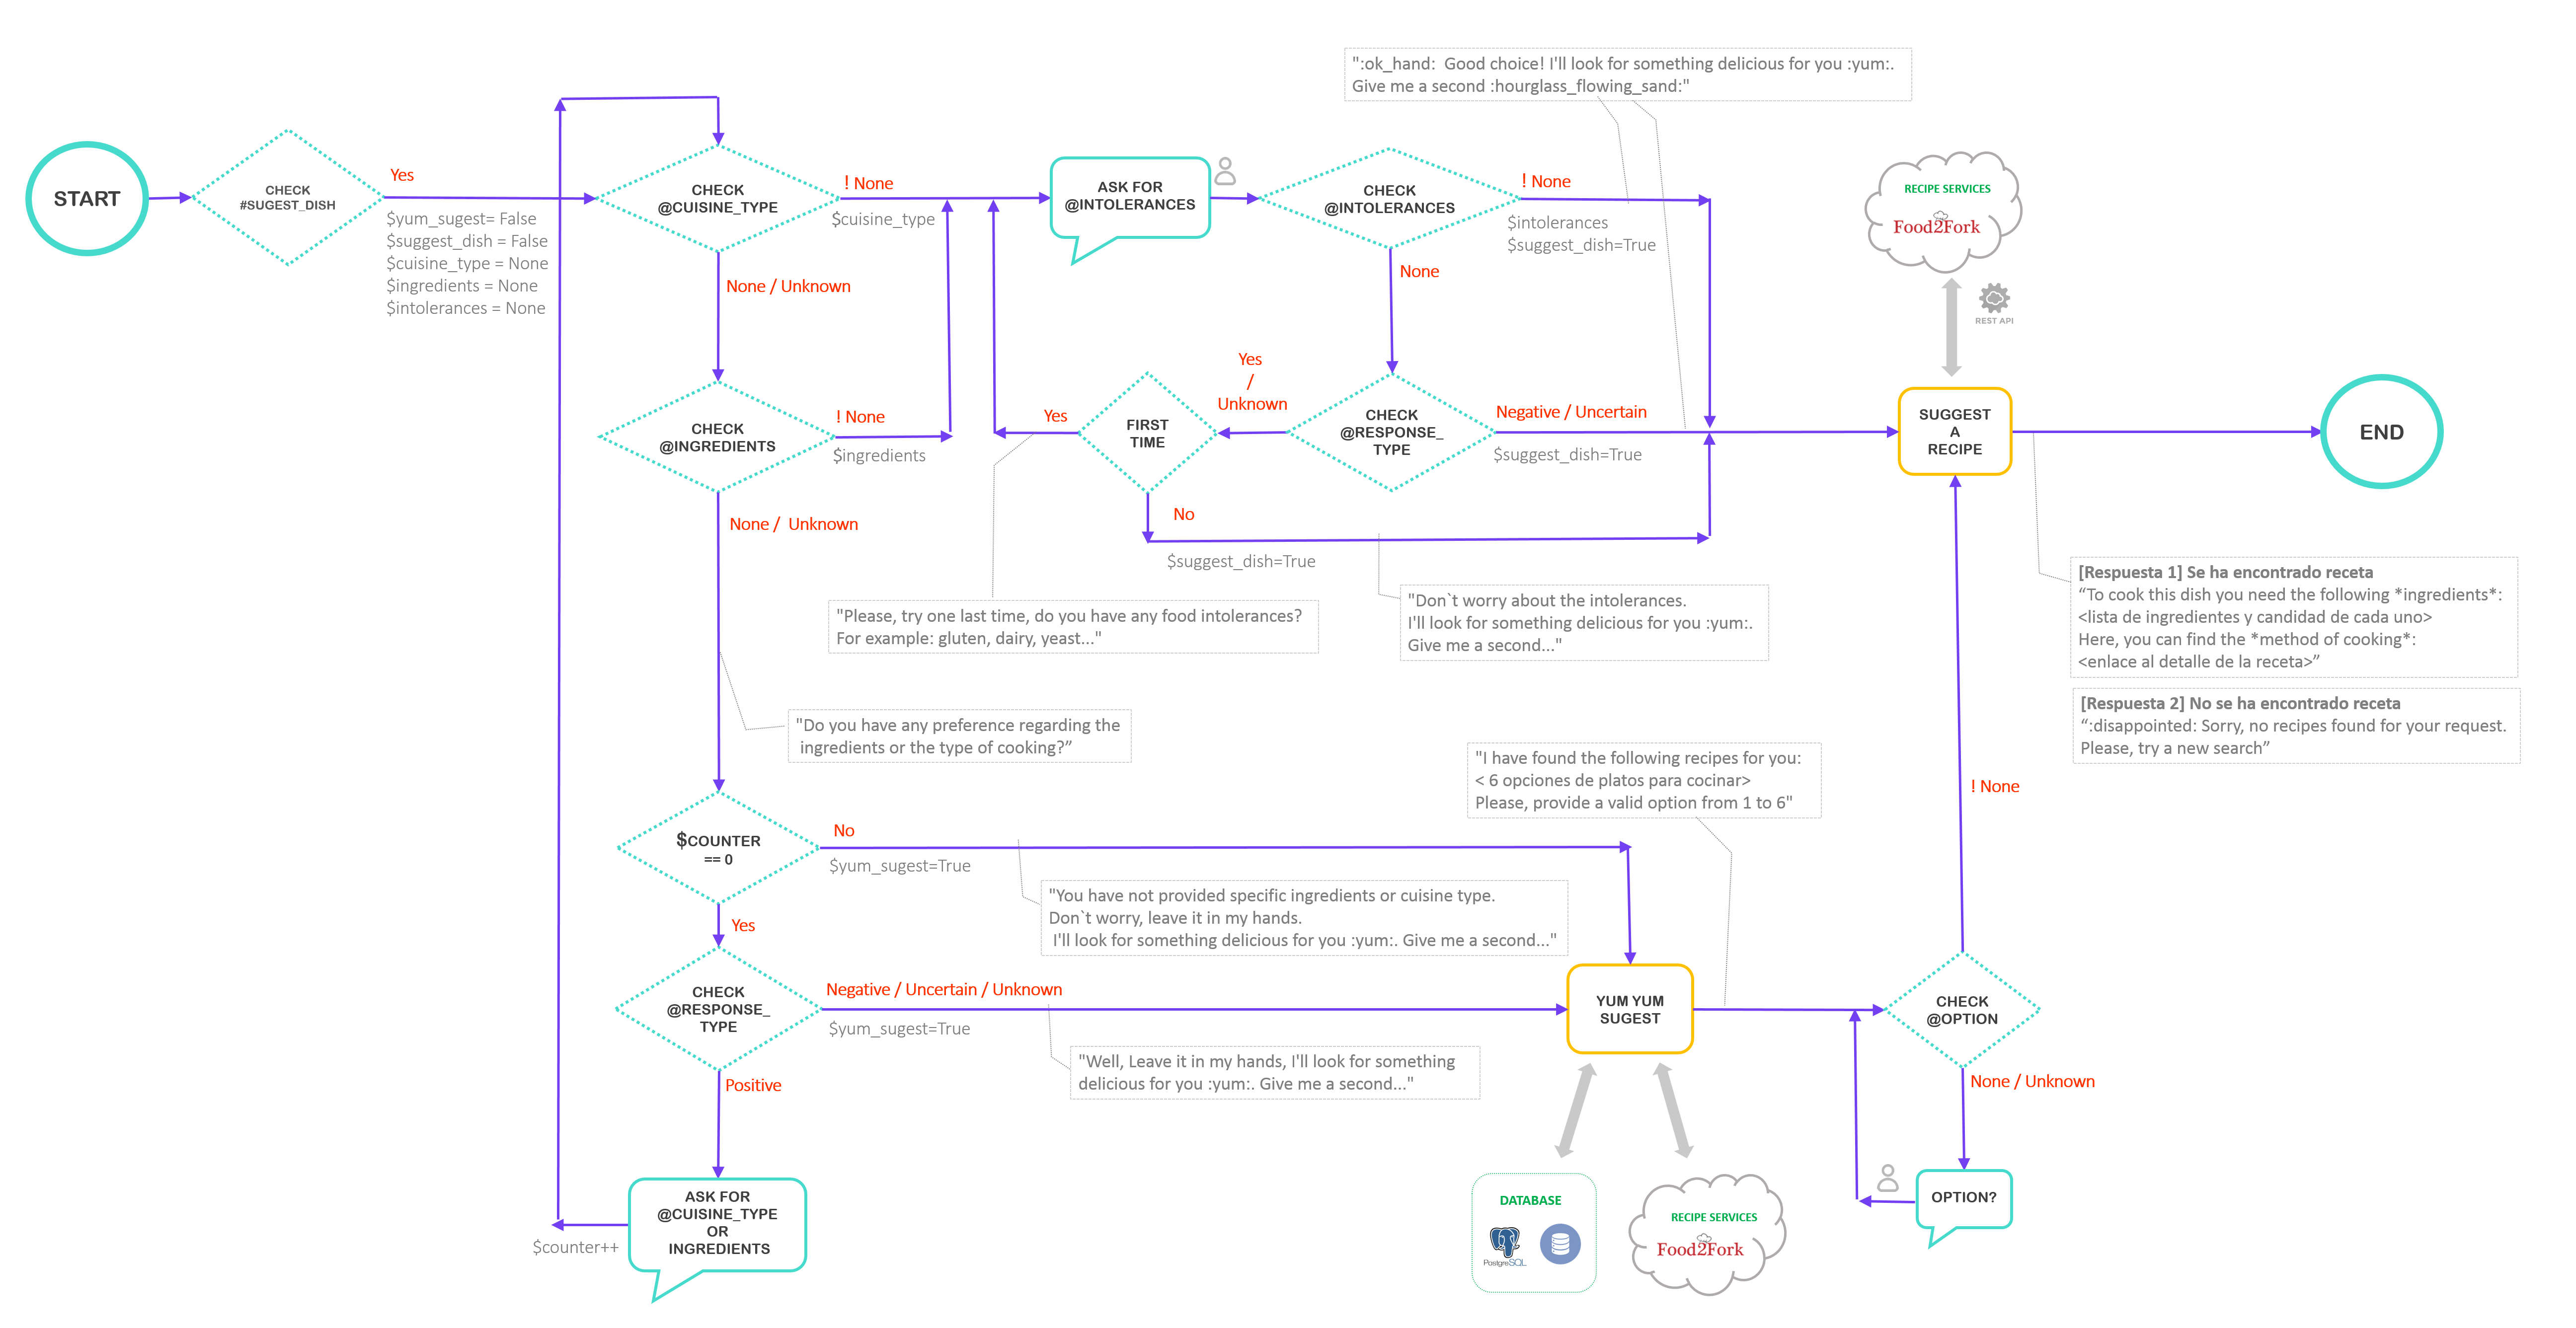 ":ok_hand:  Good choice! I'll look for something delicious for you :yum:.
Give me a second :hourglass_flowing_sand:"
START
CHECK
#SUGEST_DISH
Yes
$yum_sugest= False
$suggest_dish = False
$cuisine_type = None
$ingredients = None
$intolerances = None
CHECK
@CUISINE_TYPE
! None
$cuisine_type
None / Unknown
ASK FOR
@INTOLERANCES
CHECK
@INTOLERANCES
! None
$intolerances
$suggest_dish=True
None
RECIPE SERVICES
Food2Fork
REST API
CHECK
@INGREDIENTS
! None
$ingredients
None /  Unknown
Yes
FIRST
TIME
Yes
/
Unknown
CHECK
@RESPONSE_
TYPE
Negative / Uncertain
$suggest_dish=True
No
$suggest_dish=True
SUGGEST
A
RECIPE
END
"Please, try one last time, do you have any food intolerances?
For example: gluten, dairy, yeast..."
"Don`t worry about the intolerances.
I'll look for something delicious for you :yum:.
Give me a second..."
[Respuesta 1] Se ha encontrado receta
“To cook this dish you need the following *ingredients*:
<lista de ingredientes y candidad de cada uno>
Here, you can find the *method of cooking*:
<enlace al detalle de la receta>”
[Respuesta 2] No se ha encontrado receta
“:disappointed: Sorry, no recipes found for your request.
Please, try a new search”
"Do you have any preference regarding the
ingredients or the type of cooking?”
"I have found the following recipes for you:
< 6 opciones de platos para cocinar>
Please, provide a valid option from 1 to 6"
! None
$COUNTER
== 0
No
$yum_sugest=True
"You have not provided specific ingredients or cuisine type.
Don`t worry, leave it in my hands.
I'll look for something delicious for you :yum:. Give me a second..."
Yes
CHECK
@RESPONSE_
TYPE
Negative / Uncertain / Unknown
$yum_sugest=True
"Well, Leave it in my hands, I'll look for something
delicious for you :yum:. Give me a second..."
YUM YUM
SUGEST
CHECK
@OPTION
None / Unknown
Positive
ASK FOR
@CUISINE_TYPE
OR
INGREDIENTS
$counter++
DATABASE
PostgreSQL
RECIPE SERVICES
Food2Fork
OPTION?